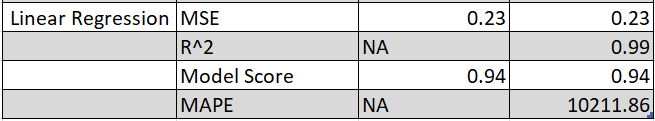 Linear Regression MSE 0.23 0.23
R^2 NA 0.99
Model Score 0.94 0.94
MAPE NA 10211.86